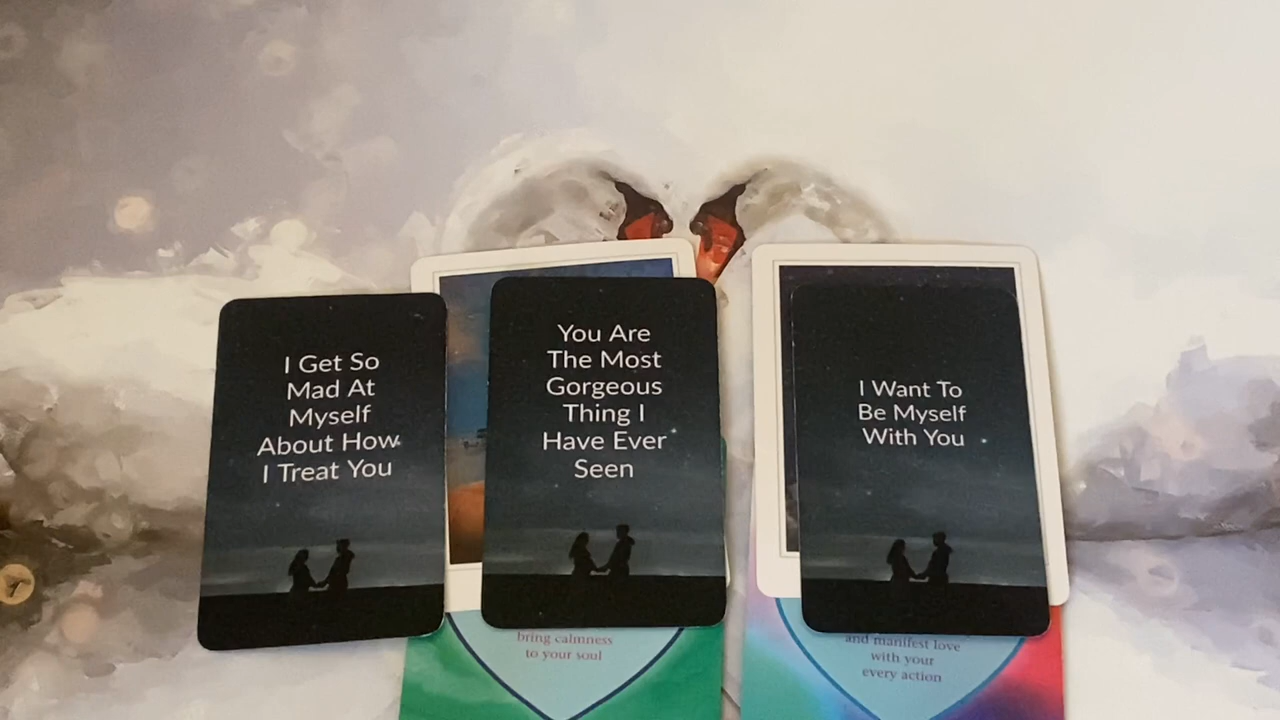 I Get So
Mad At
Myself
About How
I Treat You
You Are
The Most
Gorgeous
Thing I
Have Ever
Seen
I Want To
Be Myself
With You
bring calmness
to your soul
and manifest love
with your
every action